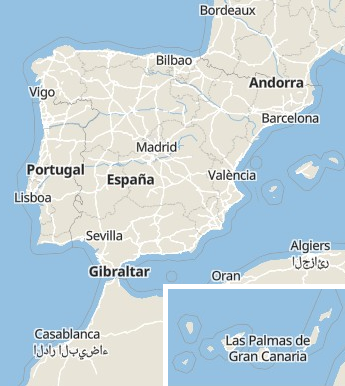 Bordeaux
Bilbao
Vigo
Andorra
Barcelona
Madrid
Portugal
España
València
Lisboa
Sevilla
Algiers
الجزائر
Gibraltar
Oran
Casablanca
الدار البيضاء
Las Palmas de
Gran Canaria